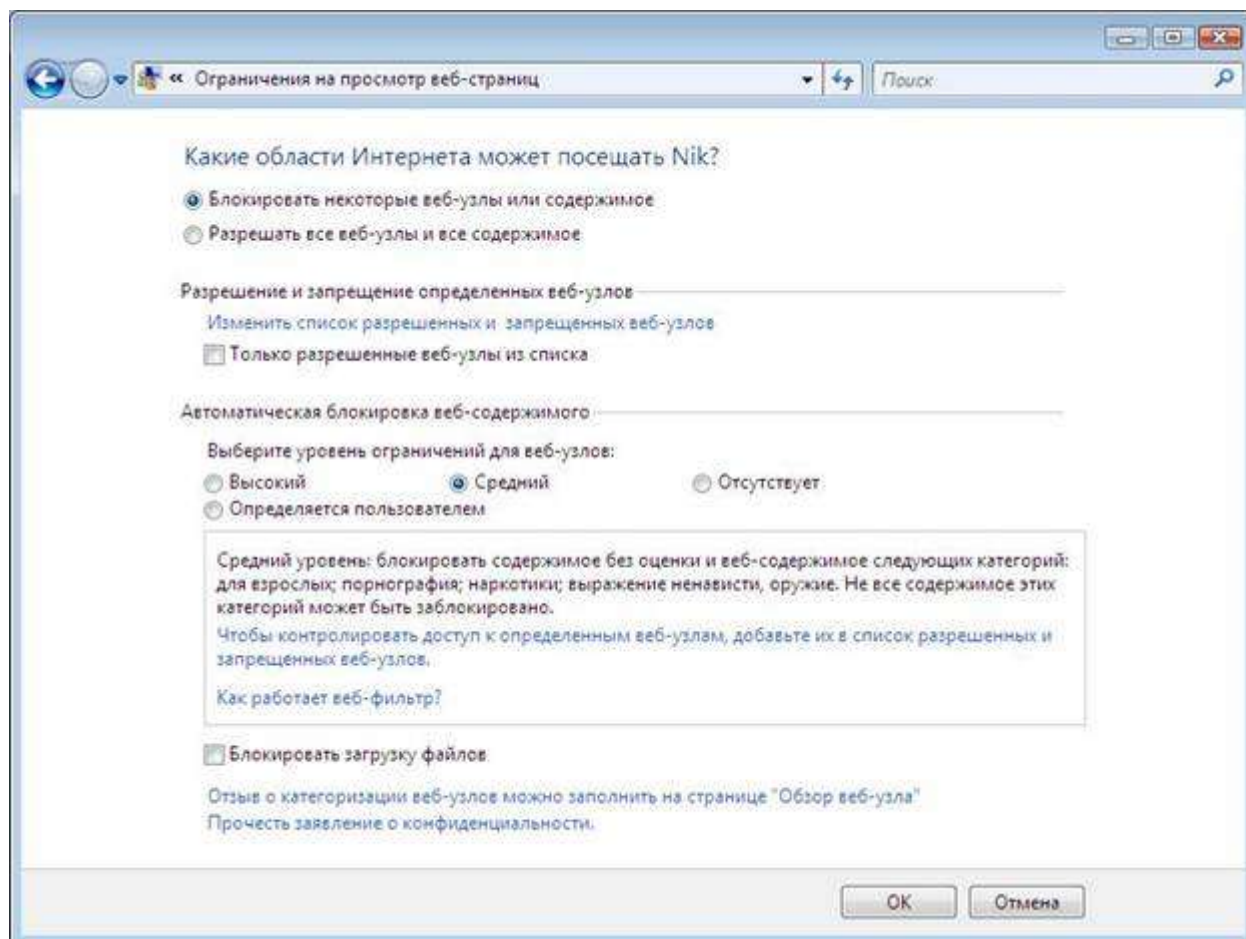 « Ограничения на просмотр веб-страниц
Поиск
Какие области Интернета может посещать Nik?
Блокировать некоторые веб-узлы или содержимое
Разрешать все веб-узлы и все содержимое
Разрешение и запрещение определенных веб-узлов
Изменить список разрешенных и запрещенных веб-узлов
Только разрешенные веб-узлы из списка
Автоматическая блокировка веб-содержимого
Выберите уровень ограничений для веб-узлов:
Высокий Средний Отсутствует
Определяется пользователем
Средний уровень: блокировать содержимое без оценки и веб-содержимое следующих категорий:
для взрослых; порнография; наркотики; выражение ненависти, оружие. Не все содержимое этих
категорий может быть заблокировано.
Чтобы контролировать доступ к определенным веб-узлам, добавьте их в список разрешенных и
запрещенных веб-узлов.
Как работает веб-фильтр?
Блокировать загрузку файлов
Отзыв о категоризации веб-узлов можно заполнить на странице "Обзор веб-узла"
Прочесть заявление о конфиденциальности.
ОК Отмена